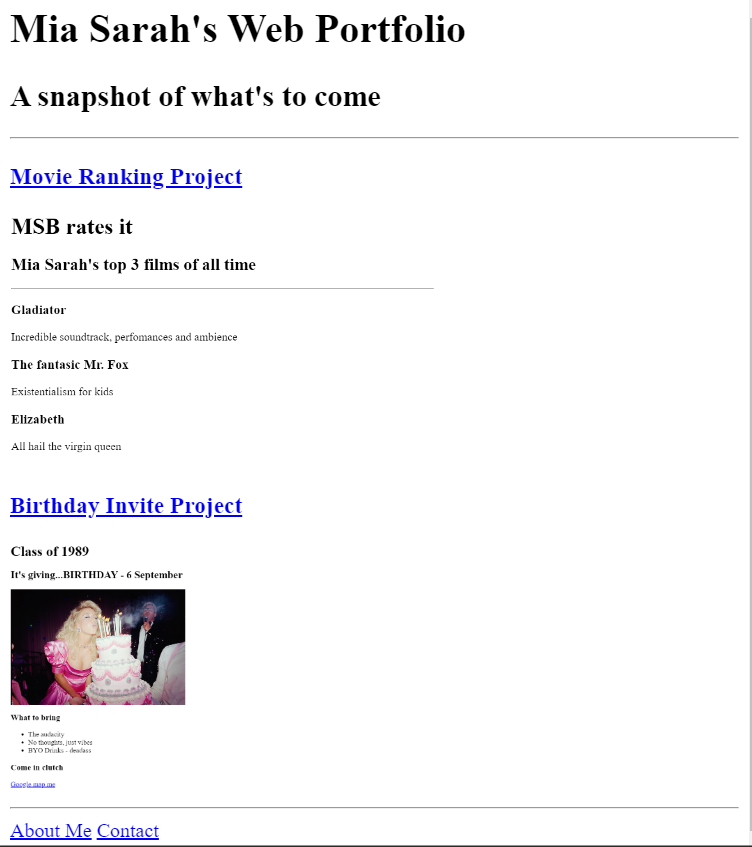 Mia Sarah's Web Portfolio
A snapshot of what's to come
Movie Ranking Project
MSB rates it
Mia Sarah's top 3 films of all time
Gladiator
Incredible soundtrack, perfomances and ambience
The fantasic Mr. Fox
Existentialism for kids
Elizabeth
All hail the virgin queen
Birthday Invite Project
Class of 1989
It's giving...BIRTHDAY - 6 September
What to bring
The audacity
No thoughts, just vibes
BYO Drinks - deadass
Come in clutch
Google map me
About Me Contact